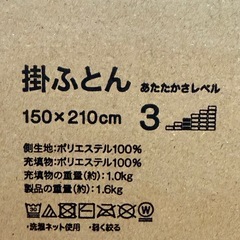 掛ふとん あたたかさレベル
150×210cm 3
側生地:ポリエステル100%
充填物:ポリエステル100%
充填物の重量(約):1.0kg
製品の重量(約):1.6kg
・洗濯ネット使用 ・弱く絞る